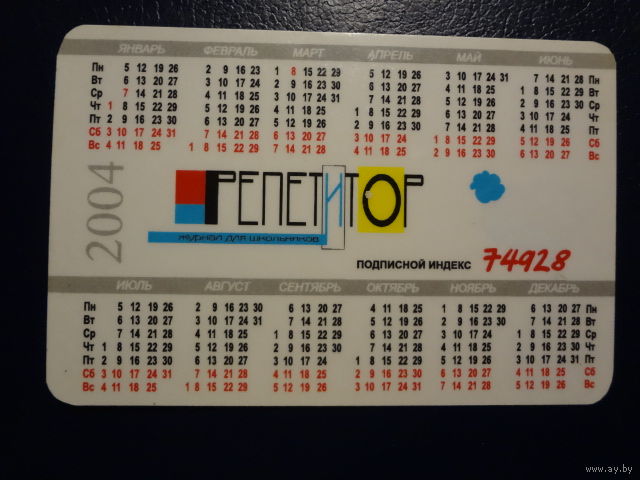 ЯНВАРЬ ФЕВРАЛЬ МАРТ АПРЕЛЬ МАЙ ИЮНЬ
Пн 5 12 19 26 2 9 16 23 1 8 15 22 29 5 12 19 26 3 10 17 24 31 7 14 21 28 Пн
Вт 6 13 20 27 3 10 17 24 2 9 16 23 30 6 13 20 27 4 11 18 25 1 8 15 22 29 Вт
Ср 7 14 21 28 4 11 18 25 3 10 17 24 31 7 14 21 28 5 12 19 26 2 9 16 23 30 Ср
Чт 1 8 15 22 29 5 12 19 26 4 11 18 25 1 8 15 22 29 6 13 20 27 3 10 17 24 Чт
Пт 2 9 16 23 30 6 13 20 27 5 12 19 26 2 9 16 23 30 7 14 21 28 4 11 18 25 Пт
Сб 3 10 17 24 31 7 14 21 28 6 13 20 27 3 10 17 24 1 8 15 22 29 5 12 19 26 Сб
Вс 4 11 18 25 1 8 15 22 29 7 14 21 28 4 11 18 25 2 9 16 23 30 6 13 20 27 Вс
2004
РЕПЕТИТОР
журнал для школьников
ПОДПИСНОЙ ИНДЕКС 74928
ИЮЛЬ АВГУСТ СЕНТЯБРЬ ОКТЯБРЬ НОЯБРЬ ДЕКАБРЬ
Пн 5 12 19 26 2 9 16 23 30 6 13 20 27 4 11 18 25 1 8 15 22 29 6 13 20 27 Пн
Вт 6 13 20 27 3 10 17 24 31 7 14 21 28 5 12 19 26 2 9 16 23 30 7 14 21 28 Вт
Ср 7 14 21 28 4 11 18 25 1 8 15 22 29 6 13 20 27 3 10 17 24 1 8 15 22 29 Ср
Чт 1 8 15 22 29 5 12 19 26 2 9 16 23 30 7 14 21 28 4 11 18 25 2 9 16 23 30 Чт
Пт 2 9 16 23 30 6 13 20 27 3 10 17 24 1 8 15 22 29 5 12 19 26 3 10 17 24 31 Пт
Сб 3 10 17 24 31 7 14 21 28 4 11 18 25 2 9 16 23 30 6 13 20 27 4 11 18 25 Сб
Вс 4 11 18 25 1 8 15 22 29 5 12 19 26 3 10 17 24 31 7 14 21 28 5 12 19 26 Вс
www.ay.by